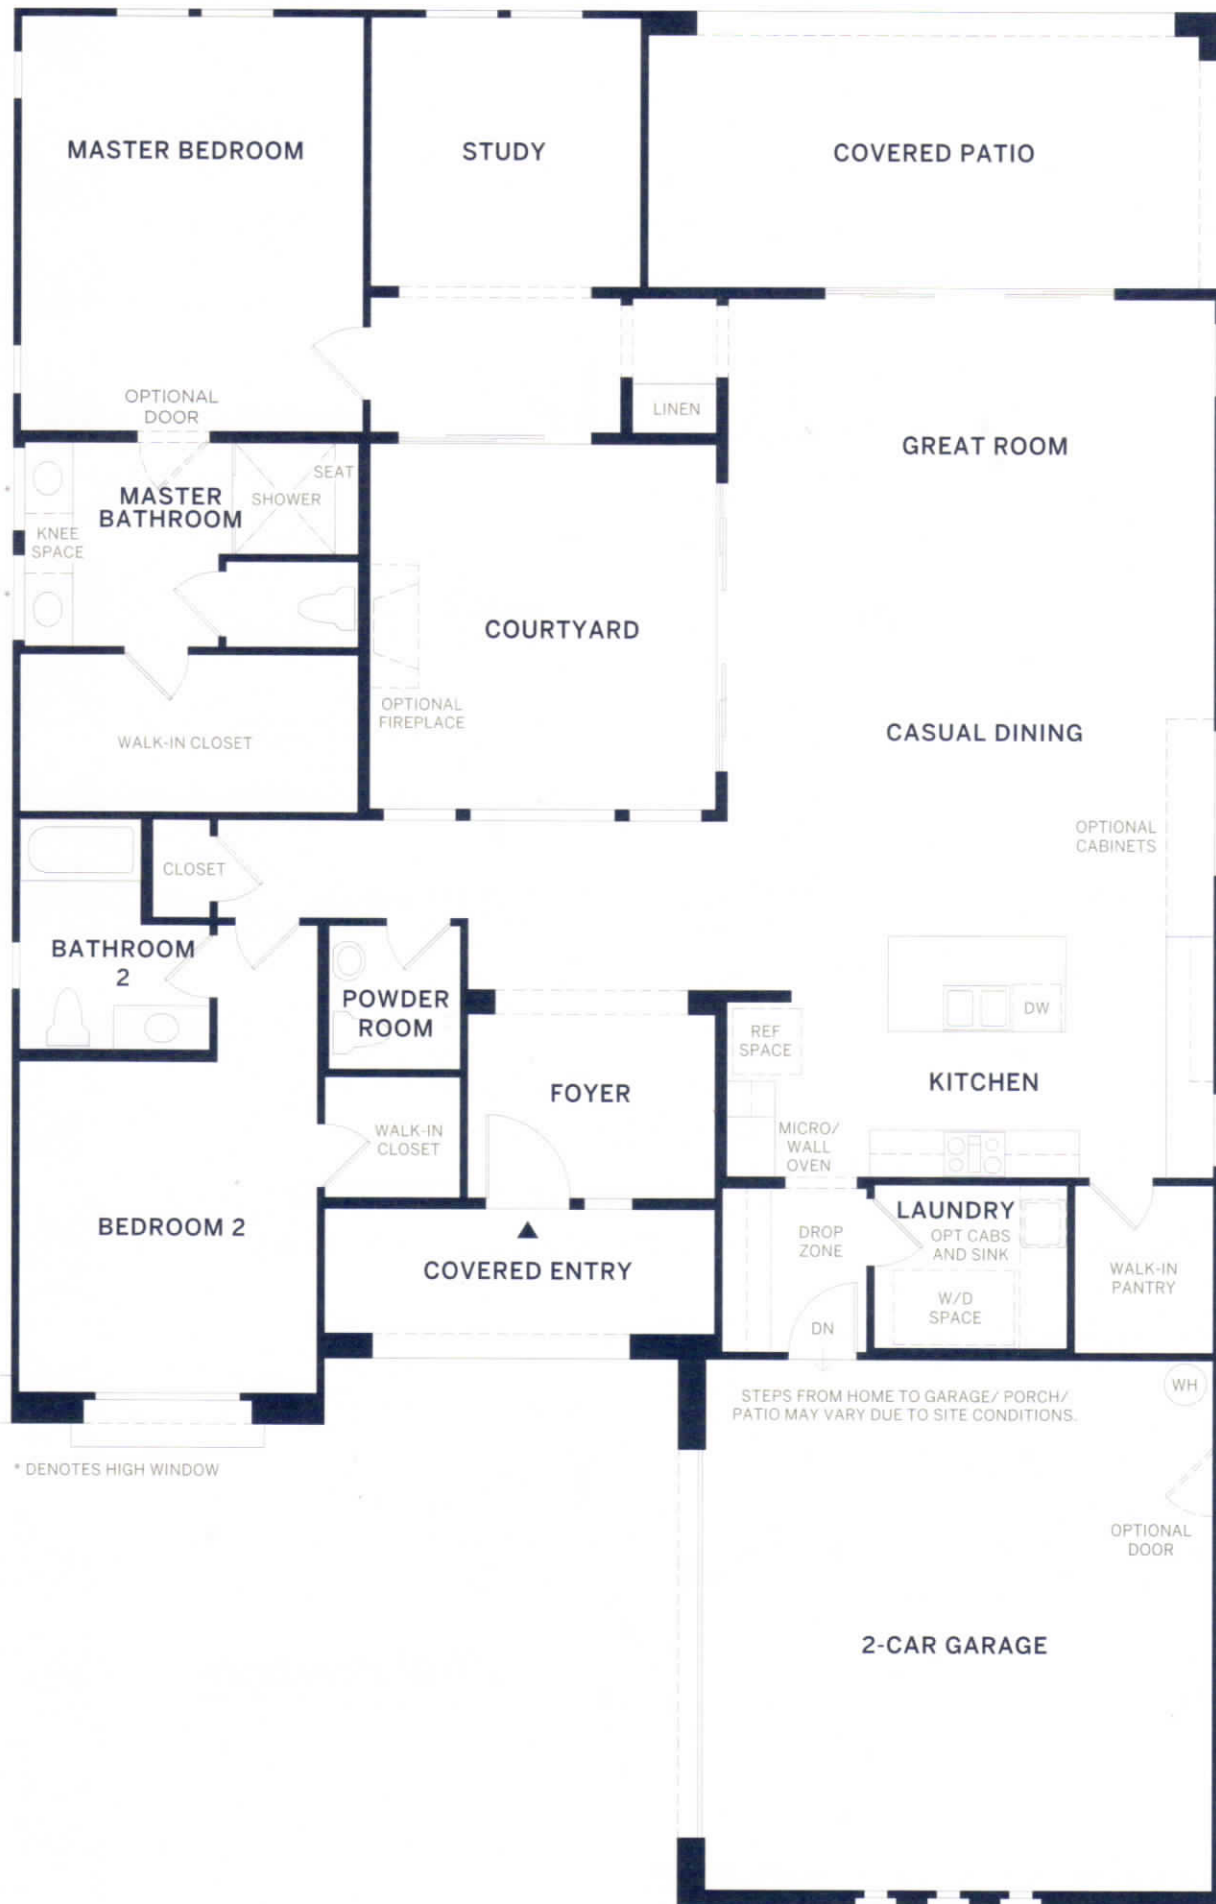 MASTER BEDROOM
STUDY
COVERED PATIO
OPTIONAL
DOOR
LINEN
GREAT ROOM
MASTER
BATHROOM
SEAT
SHOWER
*
KNEE
SPACE
*
COURTYARD
OPTIONAL
FIREPLACE
WALK-IN CLOSET
CASUAL DINING
OPTIONAL
CABINETS
CLOSET
BATHROOM
2
POWDER
ROOM
REF
SPACE
DW
KITCHEN
FOYER
WALK-IN
CLOSET
MICRO/
WALL
OVEN
BEDROOM 2
COVERED ENTRY
DROP
ZONE
LAUNDRY
OPT CABS
AND SINK
W/D
SPACE
WALK-IN
PANTRY
DN
STEPS FROM HOME TO GARAGE/ PORCH/
PATIO MAY VARY DUE TO SITE CONDITIONS.
WH
* DENOTES HIGH WINDOW
OPTIONAL
DOOR
2-CAR GARAGE